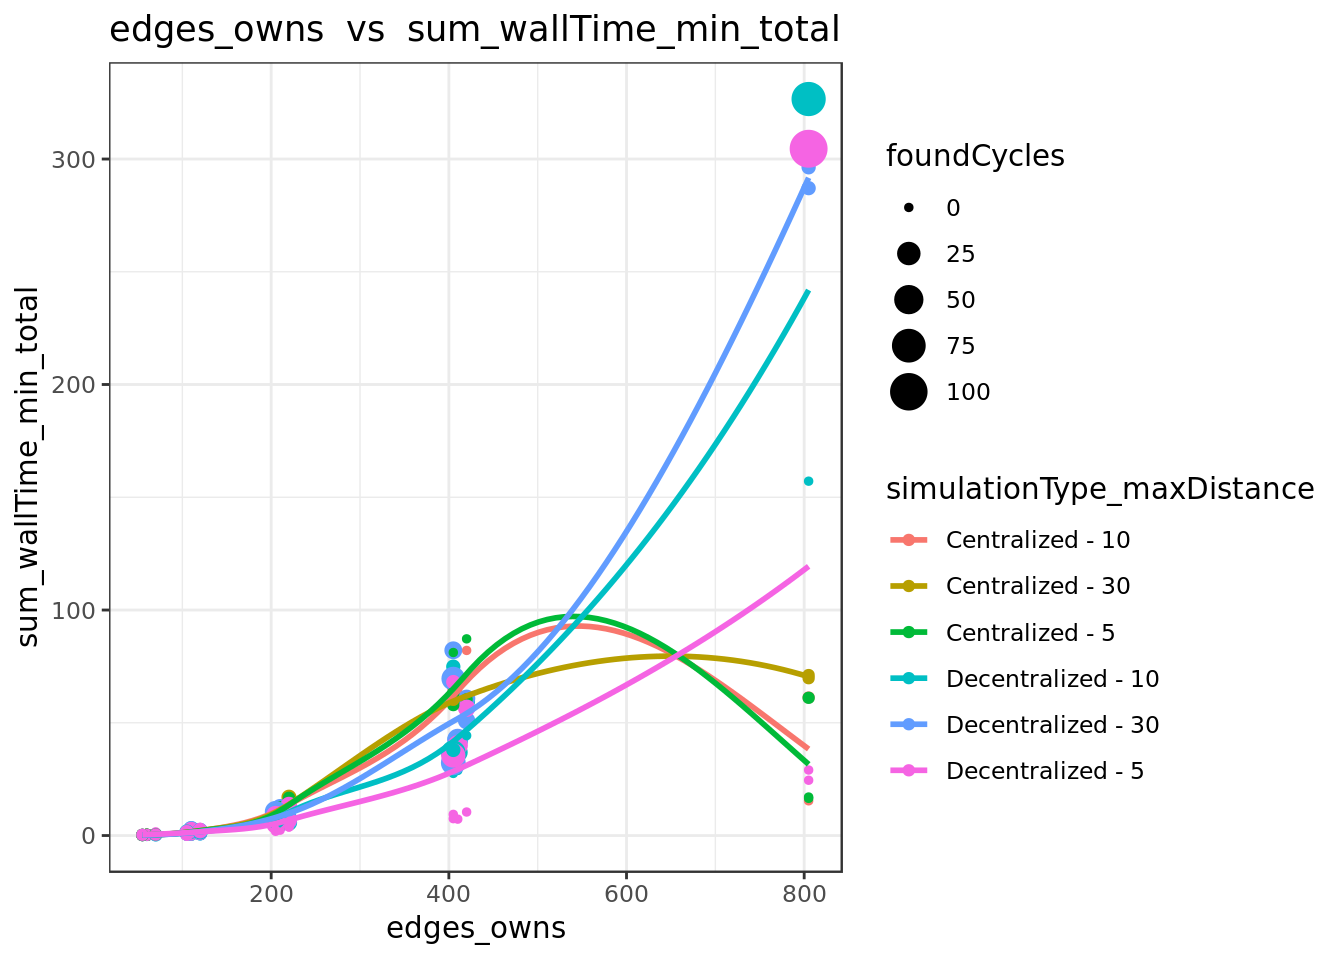 edges_owns  vs  sum_wallTime_min_total
sum_wallTime_min_total
300
200
100
0
200
400
600
800
edges_owns
foundCycles
0
25
50
75
100
simulationType_maxDistance
Centralized - 10
Centralized - 30
Centralized - 5
Decentralized - 10
Decentralized - 30
Decentralized - 5